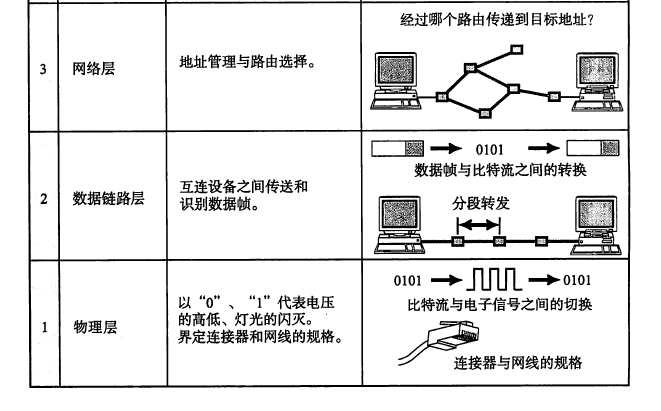 经过哪个路由传递到目标地址？
3
网络层
地址管理与路由选择。
0101
数据帧与比特流之间的转换
2
数据链路层
互连设备之间传送和
识别数据帧。
分段转发
0101
0101
比特流与电子信号之间的切换
1
物理层
以“0”、“1”代表电压
的高低、灯光的闪灭。
界定连接器和网线的规格。
连接器与网线的规格